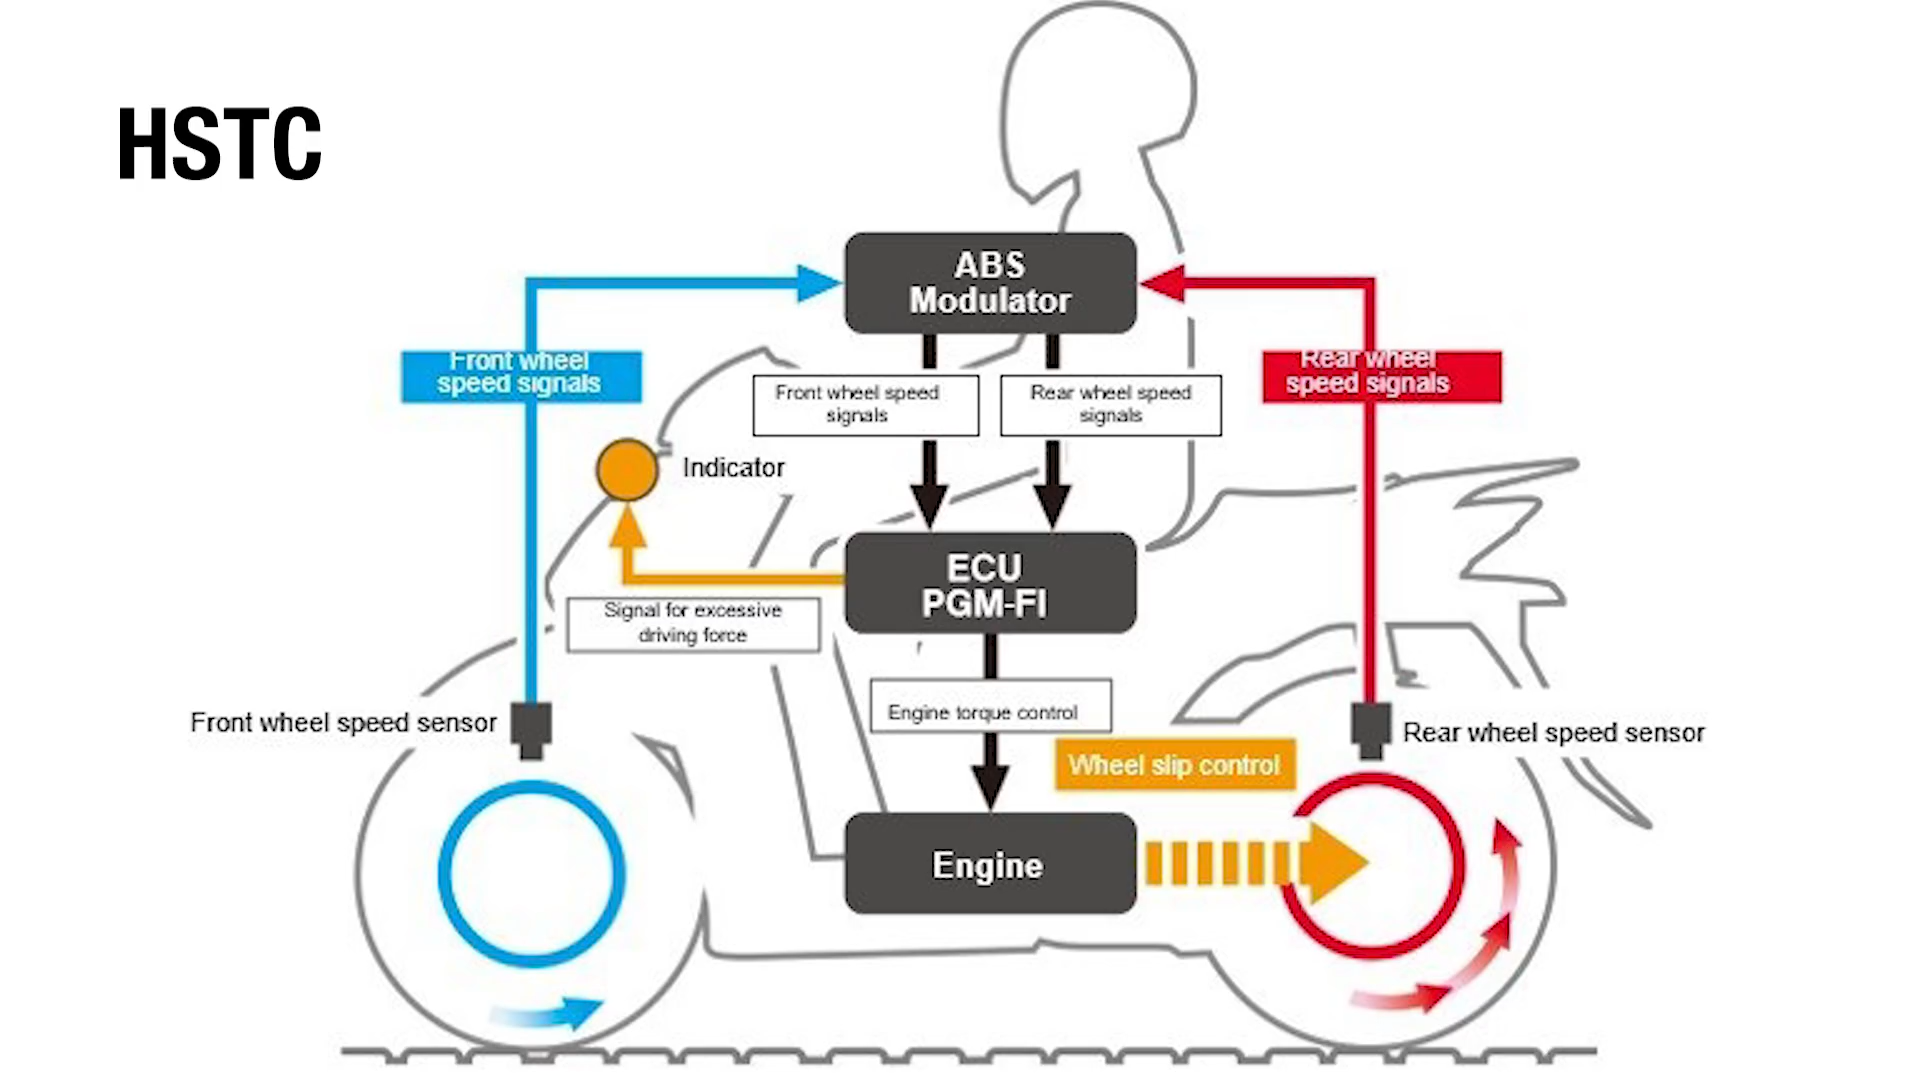 HSTC
ABS
Modulator
Front wheel
speed signals
Rear wheel
speed signals
Front wheel speed
signals
Rear wheel speed
signals
Indicator
ECU
PGM-FI
Signal for excessive
driving force
Engine torque control
Front wheel speed sensor
Rear wheel speed sensor
Wheel slip control
Engine